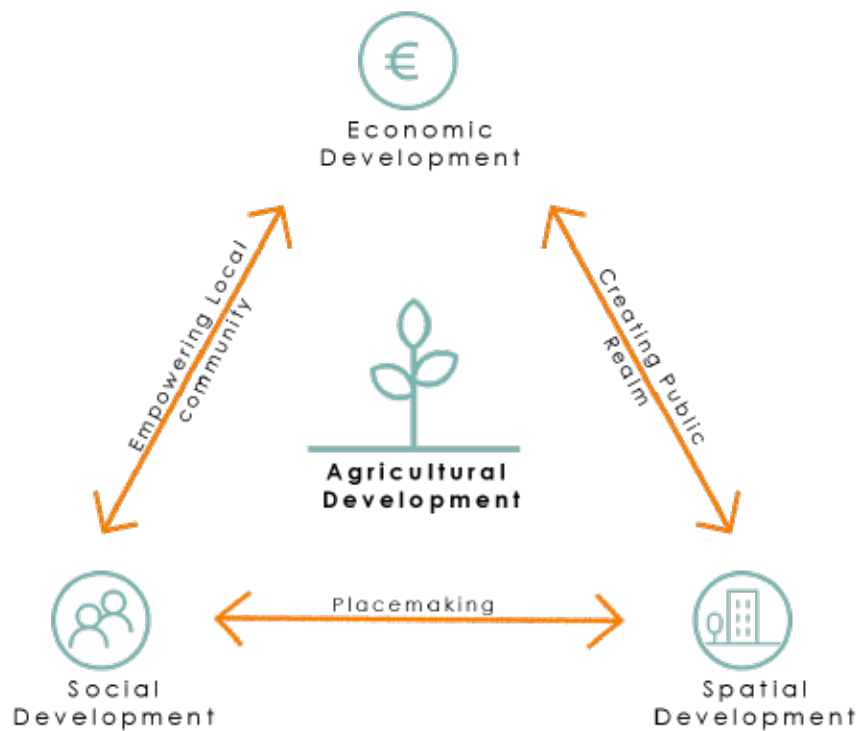 €
Economic
Development
Empowering Local
community
Creating Public
Realm
Agricultural
Development
Placemaking
Social
Development
Spatial
Development